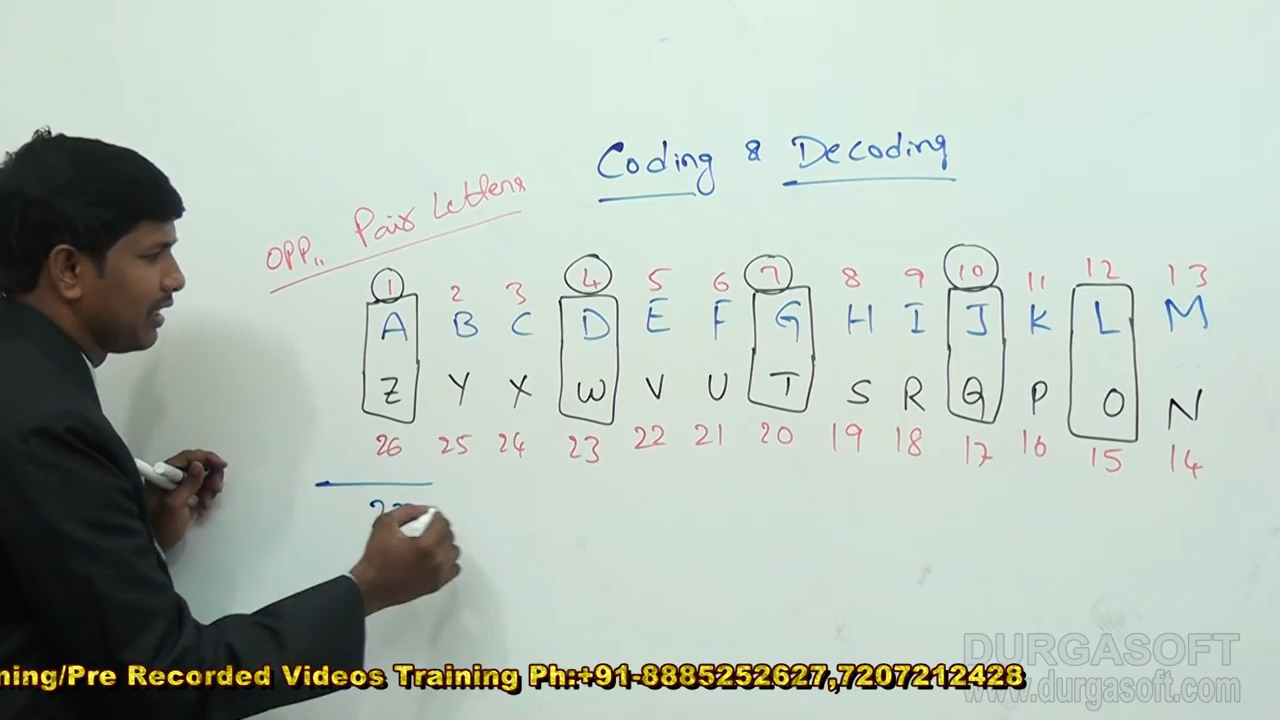 Coding & Decoding
OPP.. Pair Letters
1 2 3 4 5 6 7 8 9 10 11 12 13
A B C D E F G H I J K L M
Z Y X W V U T S R Q P O N
26 25 24 23 22 21 20 19 18 17 16 15 14
DURGASOFT
ning/Pre Recorded Videos Training Ph:+91-8885252627,7207212428
www.durgasoft.com